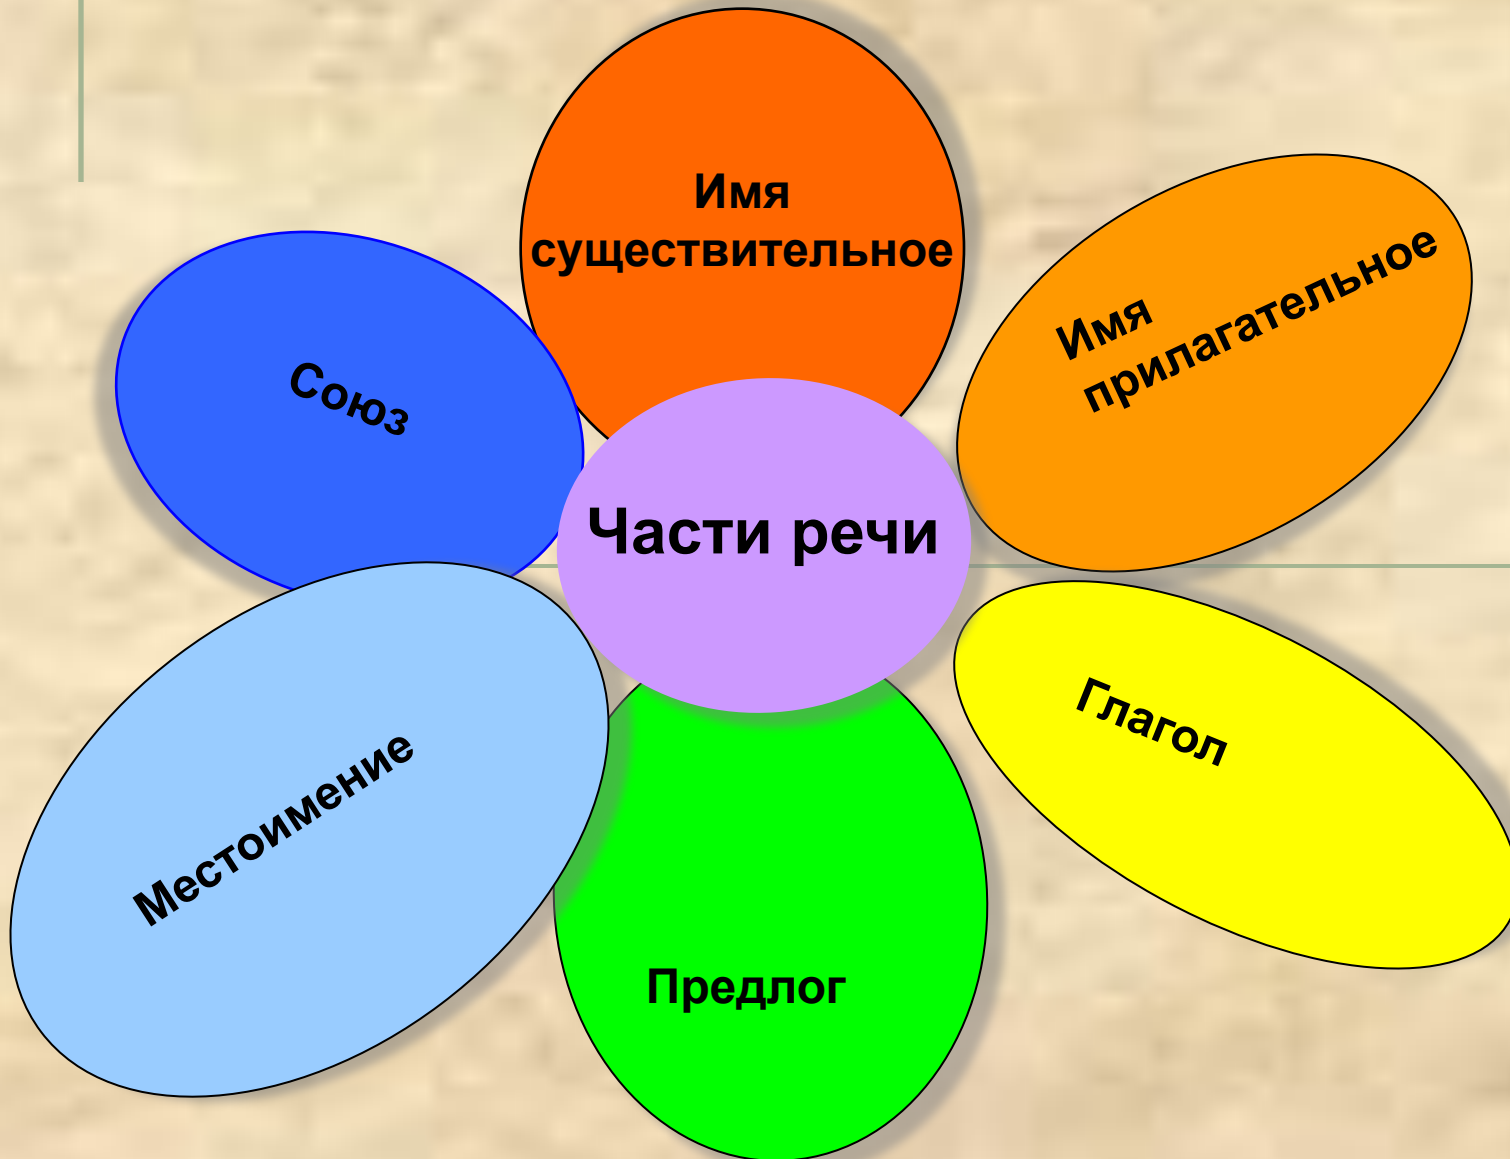 Имя
существительное
Имя
прилагательное
Союз
Части речи
Глагол
Местоимение
Предлог